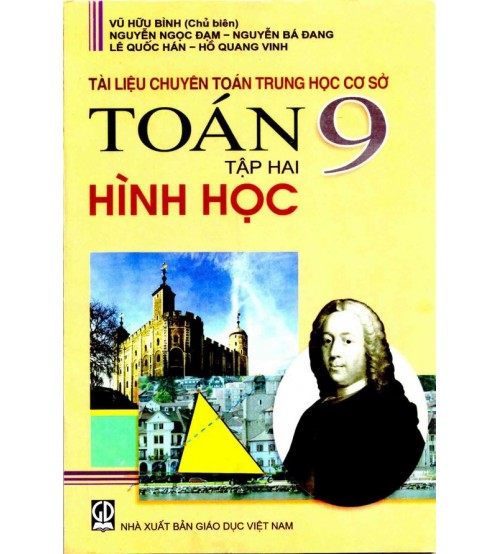 VŨ HỮU BÌNH (Chủ biên)
NGUYỄN NGỌC ĐẠM – NGUYỄN BÁ ĐANG
LÊ QUỐC HÁN – HỒ QUANG VINH
TÀI LIỆU CHUYÊN TOÁN TRUNG HỌC CƠ SỞ
TOÁN 9
TẬP HAI
HÌNH HỌC
GD
NHÀ XUẤT BẢN GIÁO DỤC VIỆT NAM